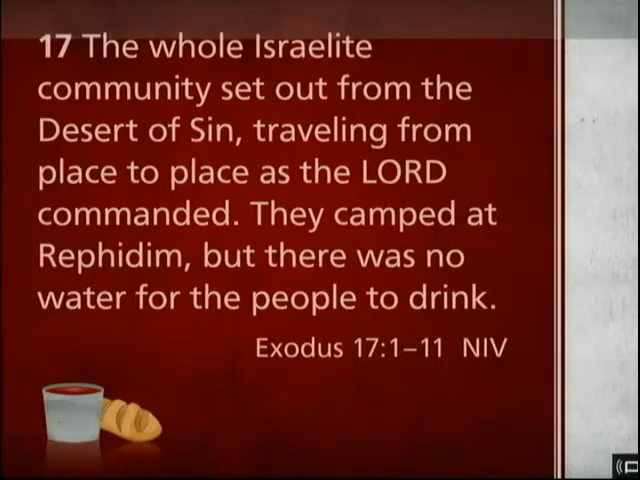 17 The whole Israelite
community set out from the
Desert of Sin, traveling from
place to place as the LORD
commanded. They camped at
Rephidim, but there was no
water for the people to drink.
Exodus 17:1–11 NIV